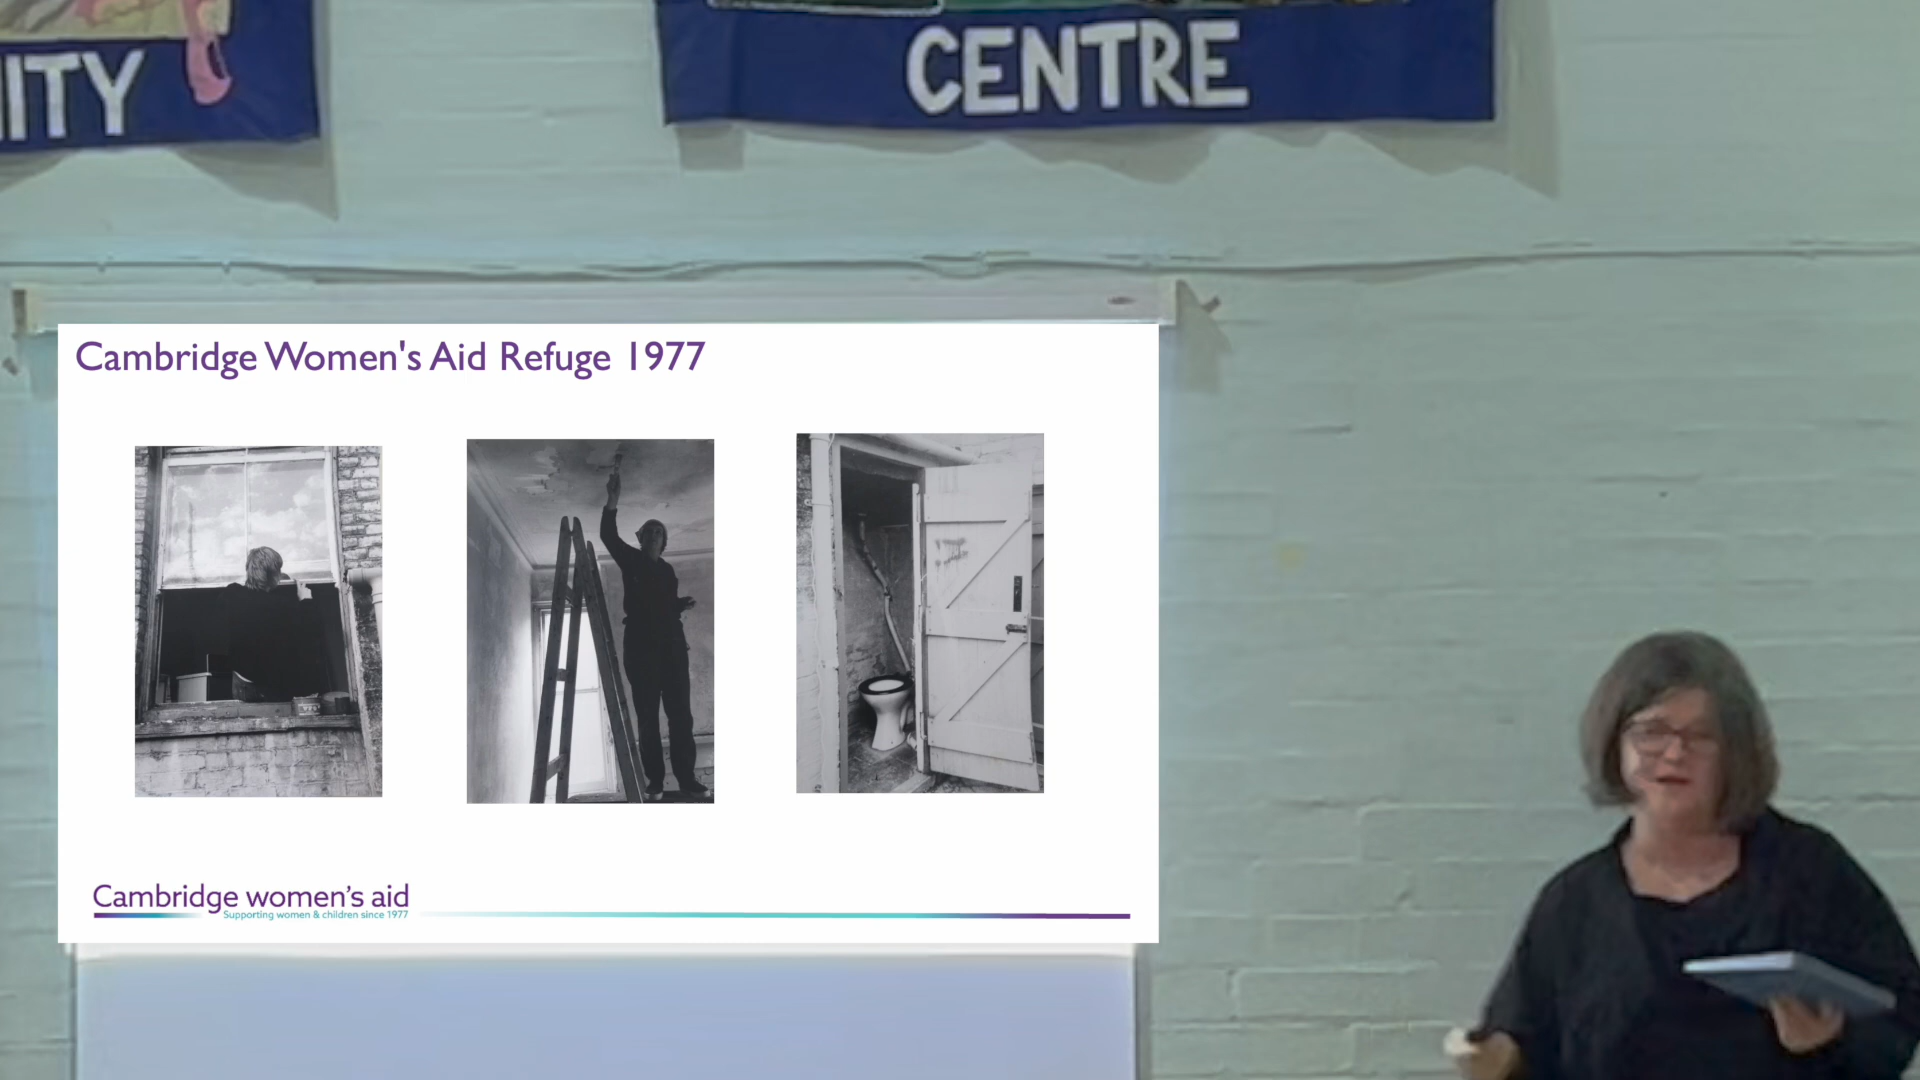 ITY
CENTRE
Cambridge Women's Aid Refuge 1977
Cambridge women's aid
Supporting women & children since 1977